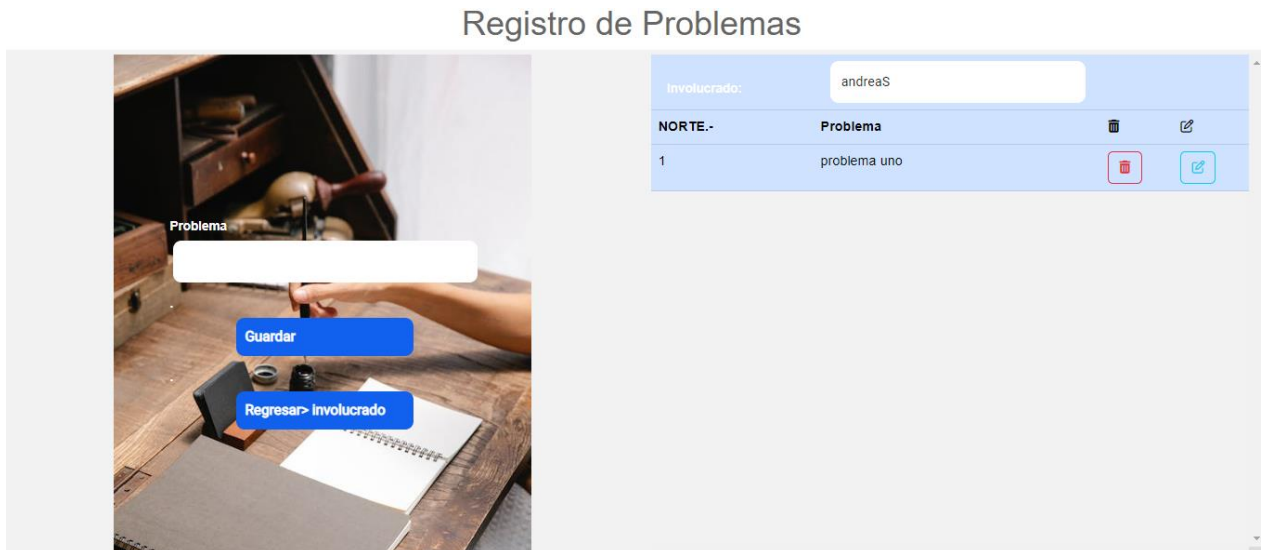 Registro de Problemas
Problema
Guardar
Regresar> Involucrado
Involucrado: andreaS
NORTE.- Problema
1 problema uno